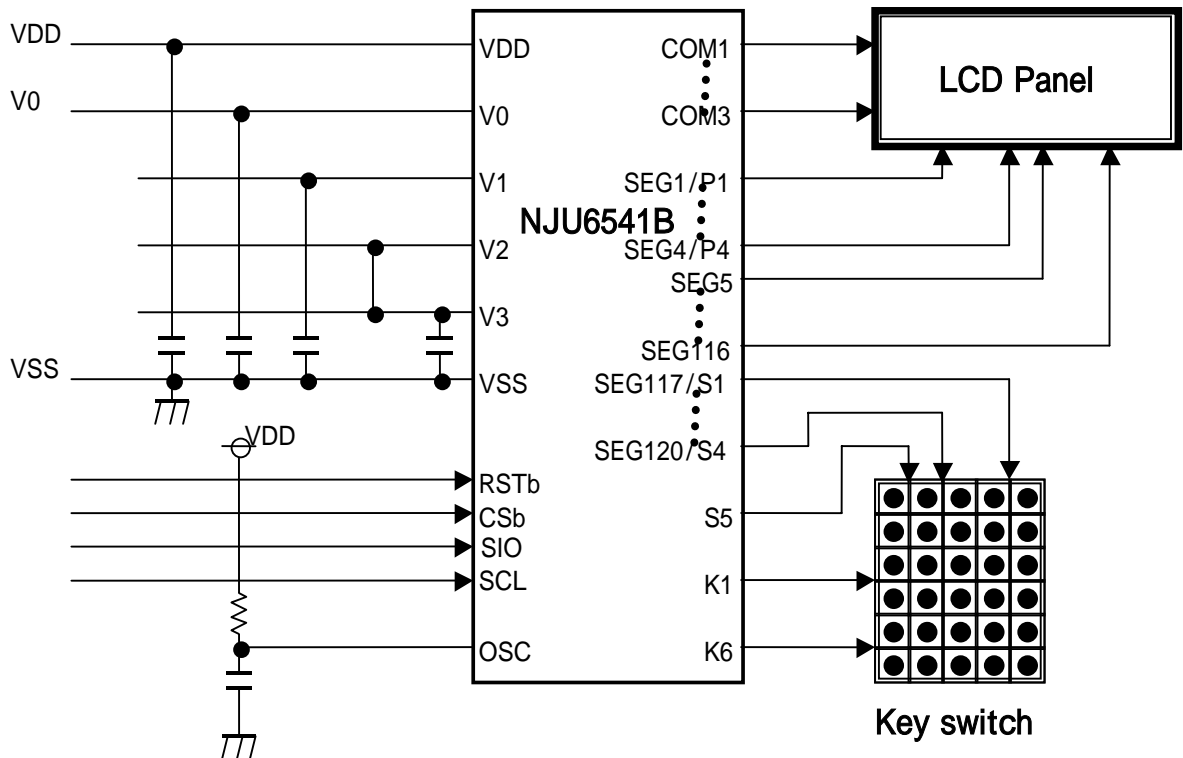 VDD
V0
VSS
VDD
VDD
V0
V1
V2
V3
VSS
RSTb
CSb
SIO
SCL
OSC
NJU6541B
COM1
COM3
SEG1/P1
SEG4/P4
SEG5
SEG116
SEG117/S1
SEG120/S4
S5
K1
K6
LCD Panel
Key switch